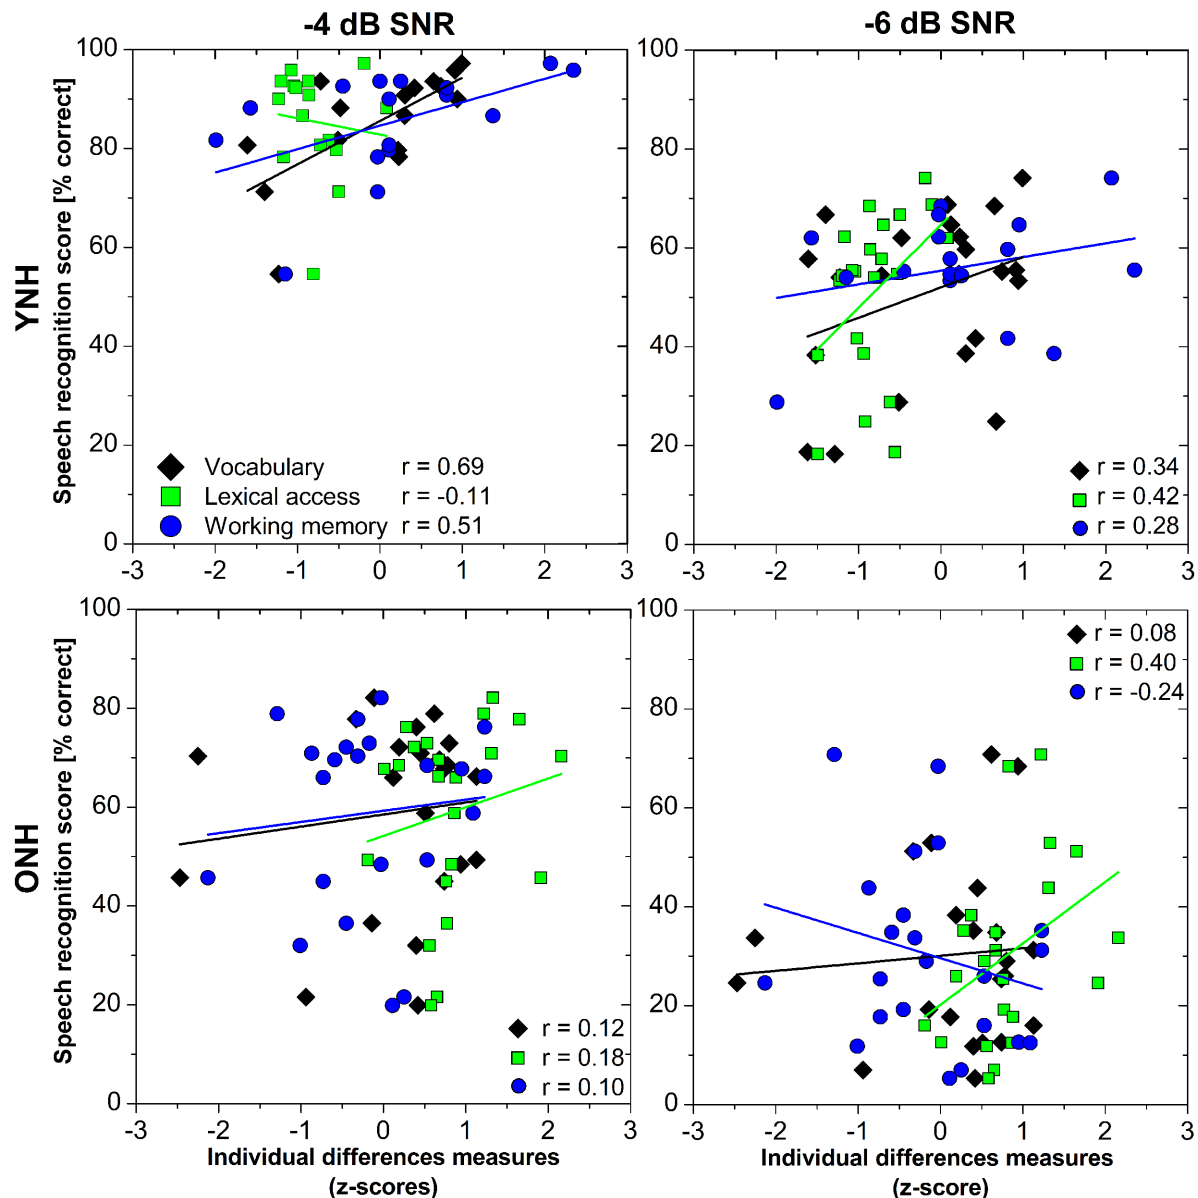 -4 dB SNR
-6 dB SNR
YNH
Speech recognition score [% correct]
100
80
60
40
20
0
-3 -2 -1 0 1 2 3
Vocabulary r = 0.69
Lexical access r = -0.11
Working memory r = 0.51
100
80
60
40
20
0
-3 -2 -1 0 1 2 3
r = 0.34
r = 0.42
r = 0.28
ONH
Speech recognition score [% correct]
100
80
60
40
20
0
-3 -2 -1 0 1 2 3
r = 0.12
r = 0.18
r = 0.10
Individual differences measures
(z-scores)
100
80
60
40
20
0
-3 -2 -1 0 1 2 3
r = 0.08
r = 0.40
r = -0.24
Individual differences measures
(z-score)